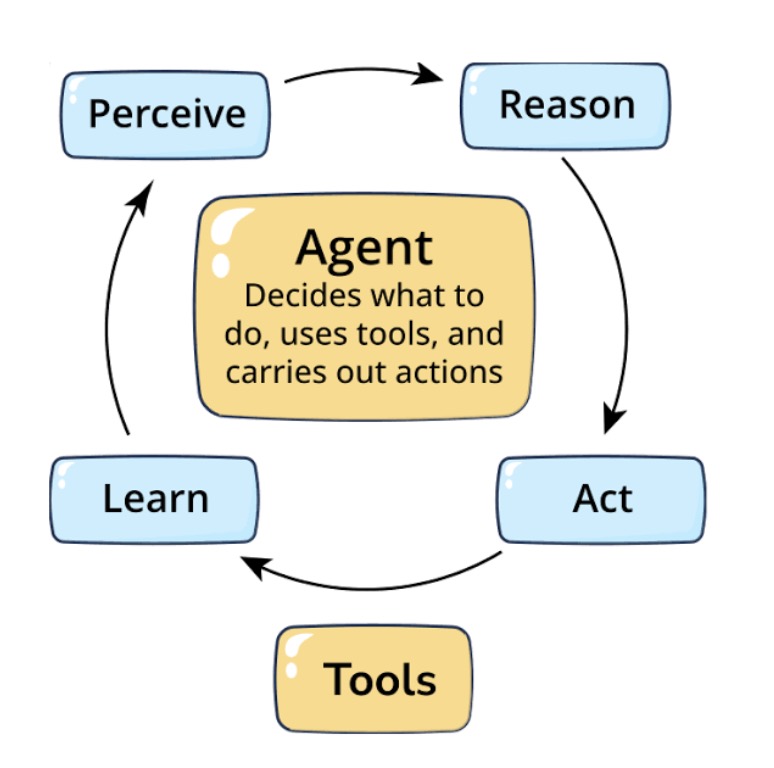 Perceive
Reason
Agent
Decides what to
do, uses tools, and
carries out actions
Learn
Act
Tools